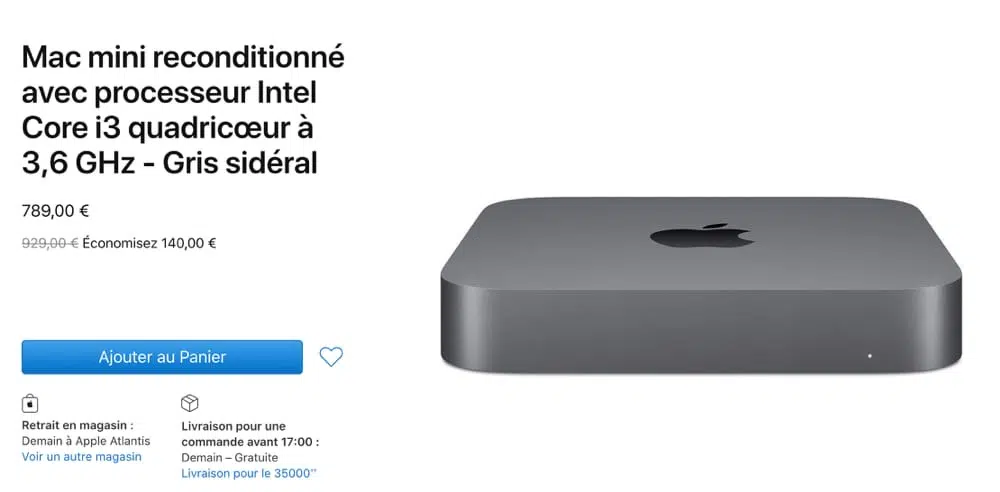 Mac mini reconditionné
avec processeur Intel
Core i3 quadricœur à
3,6 GHz - Gris sidéral
789,00 €
929,00 € Économisez 140,00 €
Ajouter au Panier
Retrait en magasin :
Demain à Apple Atlantis
Voir un autre magasin
Livraison pour une
commande avant 17:00 :
Demain – Gratuite
Livraison pour le 35000**